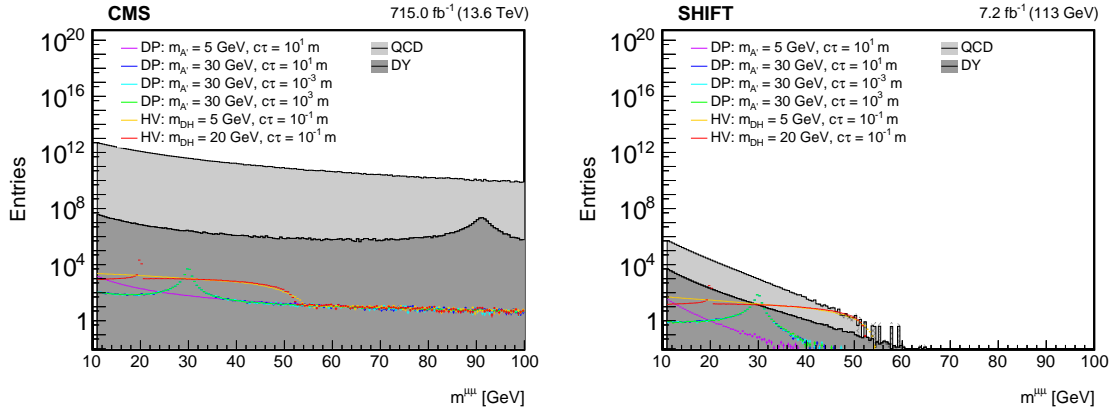 CMS 715.0 fb⁻¹ (13.6 TeV)
Entries
10²⁰
10¹⁶
10¹²
10⁸
10⁴
1
DP: m_A' = 5 GeV, cτ = 10¹ m
DP: m_A' = 30 GeV, cτ = 10¹ m
DP: m_A' = 30 GeV, cτ = 10⁻³ m
DP: m_A' = 30 GeV, cτ = 10³ m
HV: m_DH = 5 GeV, cτ = 10⁻¹ m
HV: m_DH = 20 GeV, cτ = 10⁻¹ m
QCD
DY
10 20 30 40 50 60 70 80 90 100
m^μμ [GeV]
SHIFT 7.2 fb⁻¹ (113 GeV)
Entries
10²⁰
10¹⁶
10¹²
10⁸
10⁴
1
DP: m_A' = 5 GeV, cτ = 10¹ m
DP: m_A' = 30 GeV, cτ = 10¹ m
DP: m_A' = 30 GeV, cτ = 10⁻³ m
DP: m_A' = 30 GeV, cτ = 10³ m
HV: m_DH = 5 GeV, cτ = 10⁻¹ m
HV: m_DH = 20 GeV, cτ = 10⁻¹ m
QCD
DY
10 20 30 40 50 60 70 80 90 100
m^μμ [GeV]